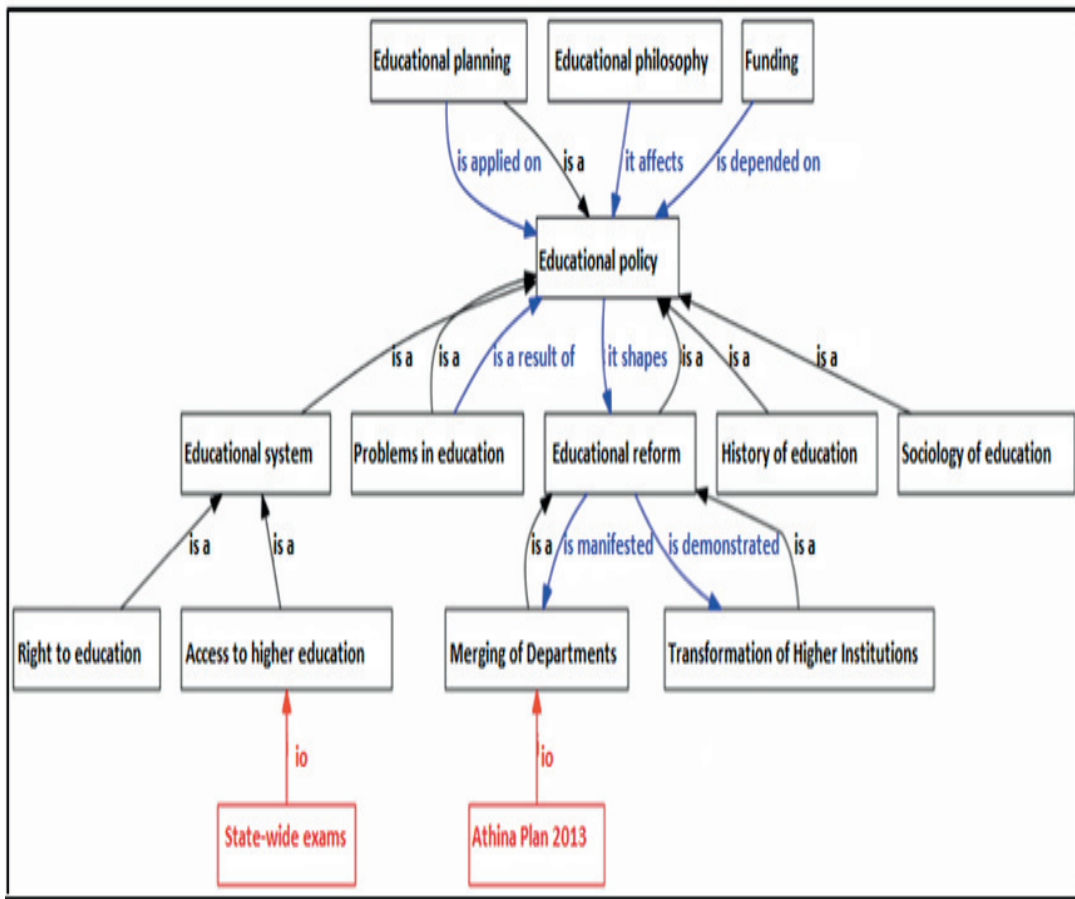 Educational planning
Educational philosophy
Funding
is applied on
is a
it affects
is depended on
Educational policy
is a
is a
is a result of
it shapes
is a
is a
is a
Educational system
Problems in education
Educational reform
History of education
Sociology of education
is a
is a
is a
is manifested
is demonstrated
is a
Right to education
Access to higher education
Merging of Departments
Transformation of Higher Institutions
io
io
State-wide exams
Athina Plan 2013